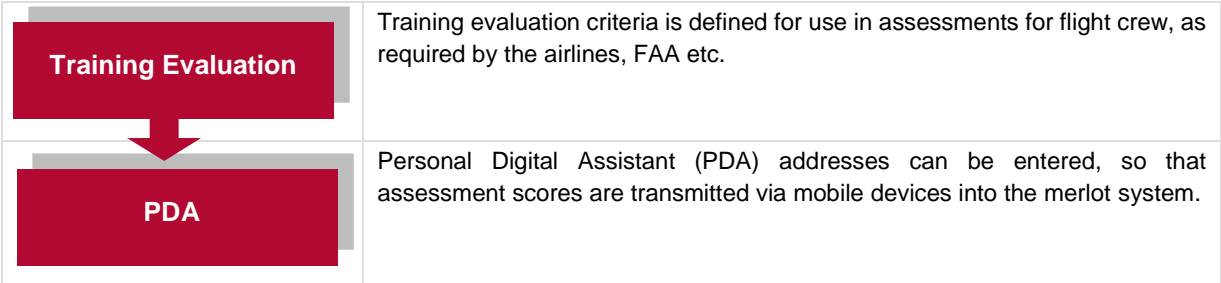 Training Evaluation
Training evaluation criteria is defined for use in assessments for flight crew, as
required by the airlines, FAA etc.
PDA
Personal Digital Assistant (PDA) addresses can be entered, so that
assessment scores are transmitted via mobile devices into the merlot system.